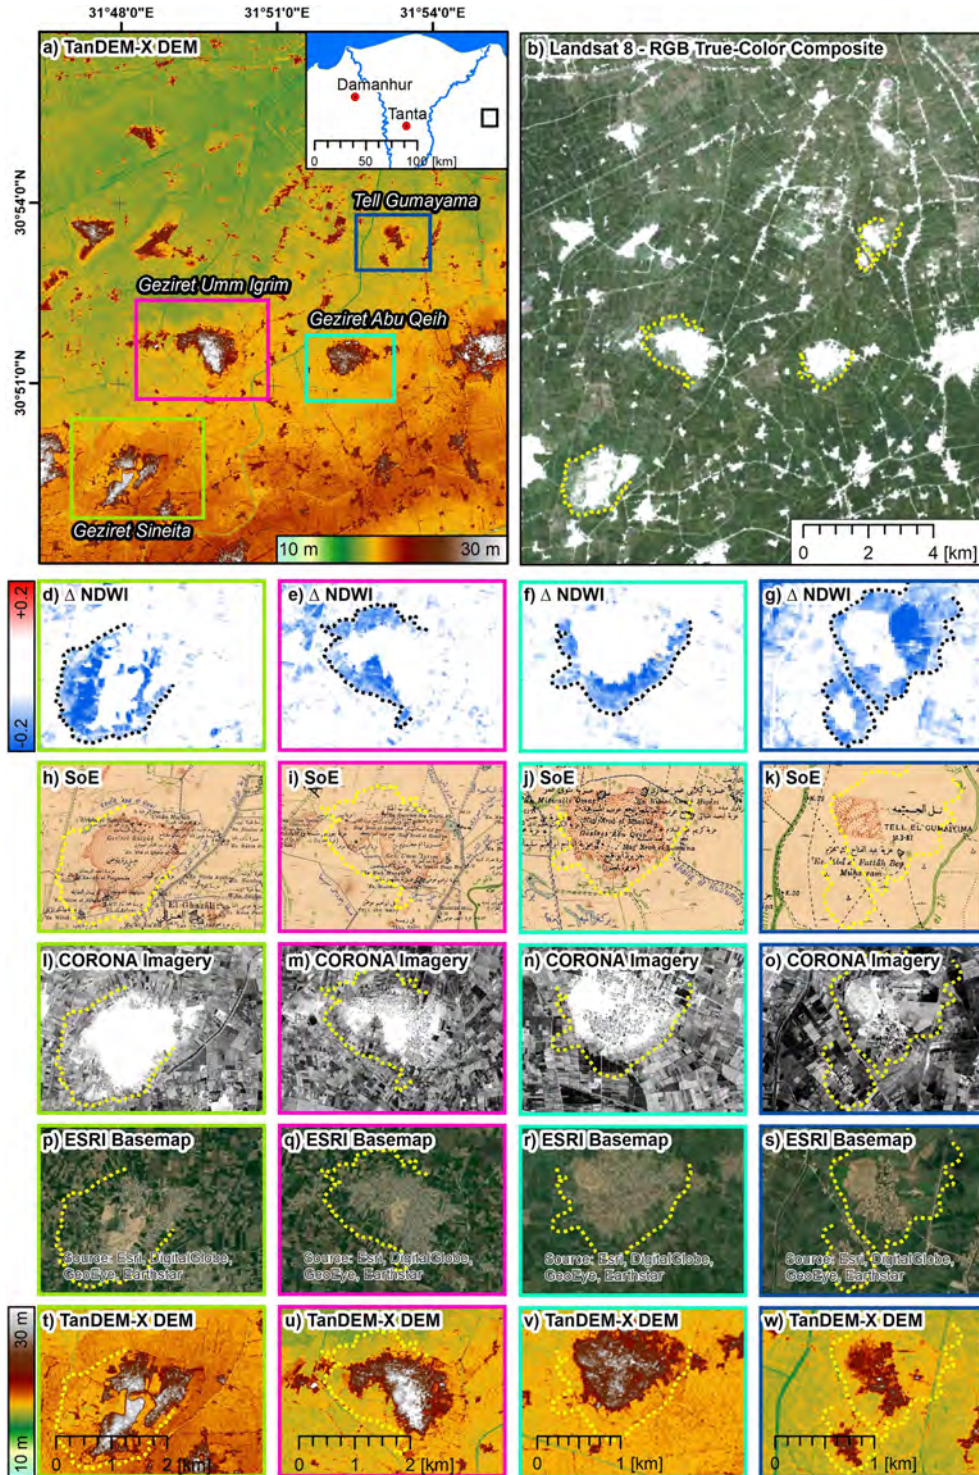 31°48'0"E
31°51'0"E
31°54'0"E
a) TanDEM-X DEM
Damanhur
Tanta
0 50 100 [km]
30°54'0"N
Tell Gumayama
Geziret Umm Igrim
Geziret Abu Qeih
30°51'0"N
Geziret Sineita
10 m 30 m
b) Landsat 8 - RGB True-Color Composite
0 2 4 [km]
+0.2
-0.2
d) Δ NDWI
e) Δ NDWI
f) Δ NDWI
g) Δ NDWI
h) SoE
El Ghazâli
i) SoE
j) SoE
k) SoE
TELL EL GUMAIYIMA
l) CORONA Imagery
m) CORONA Imagery
n) CORONA Imagery
o) CORONA Imagery
p) ESRI Basemap
Source: Esri, DigitalGlobe,
GeoEye, Earthstar
q) ESRI Basemap
Source: Esri, DigitalGlobe,
GeoEye, Earthstar
r) ESRI Basemap
Source: Esri, DigitalGlobe,
GeoEye, Earthstar
s) ESRI Basemap
Source: Esri, DigitalGlobe,
GeoEye, Earthstar
30 m
10 m
t) TanDEM-X DEM
0 1 2 [km]
u) TanDEM-X DEM
0 1 2 [km]
v) TanDEM-X DEM
0 1 [km]
w) TanDEM-X DEM
0 1 [km]